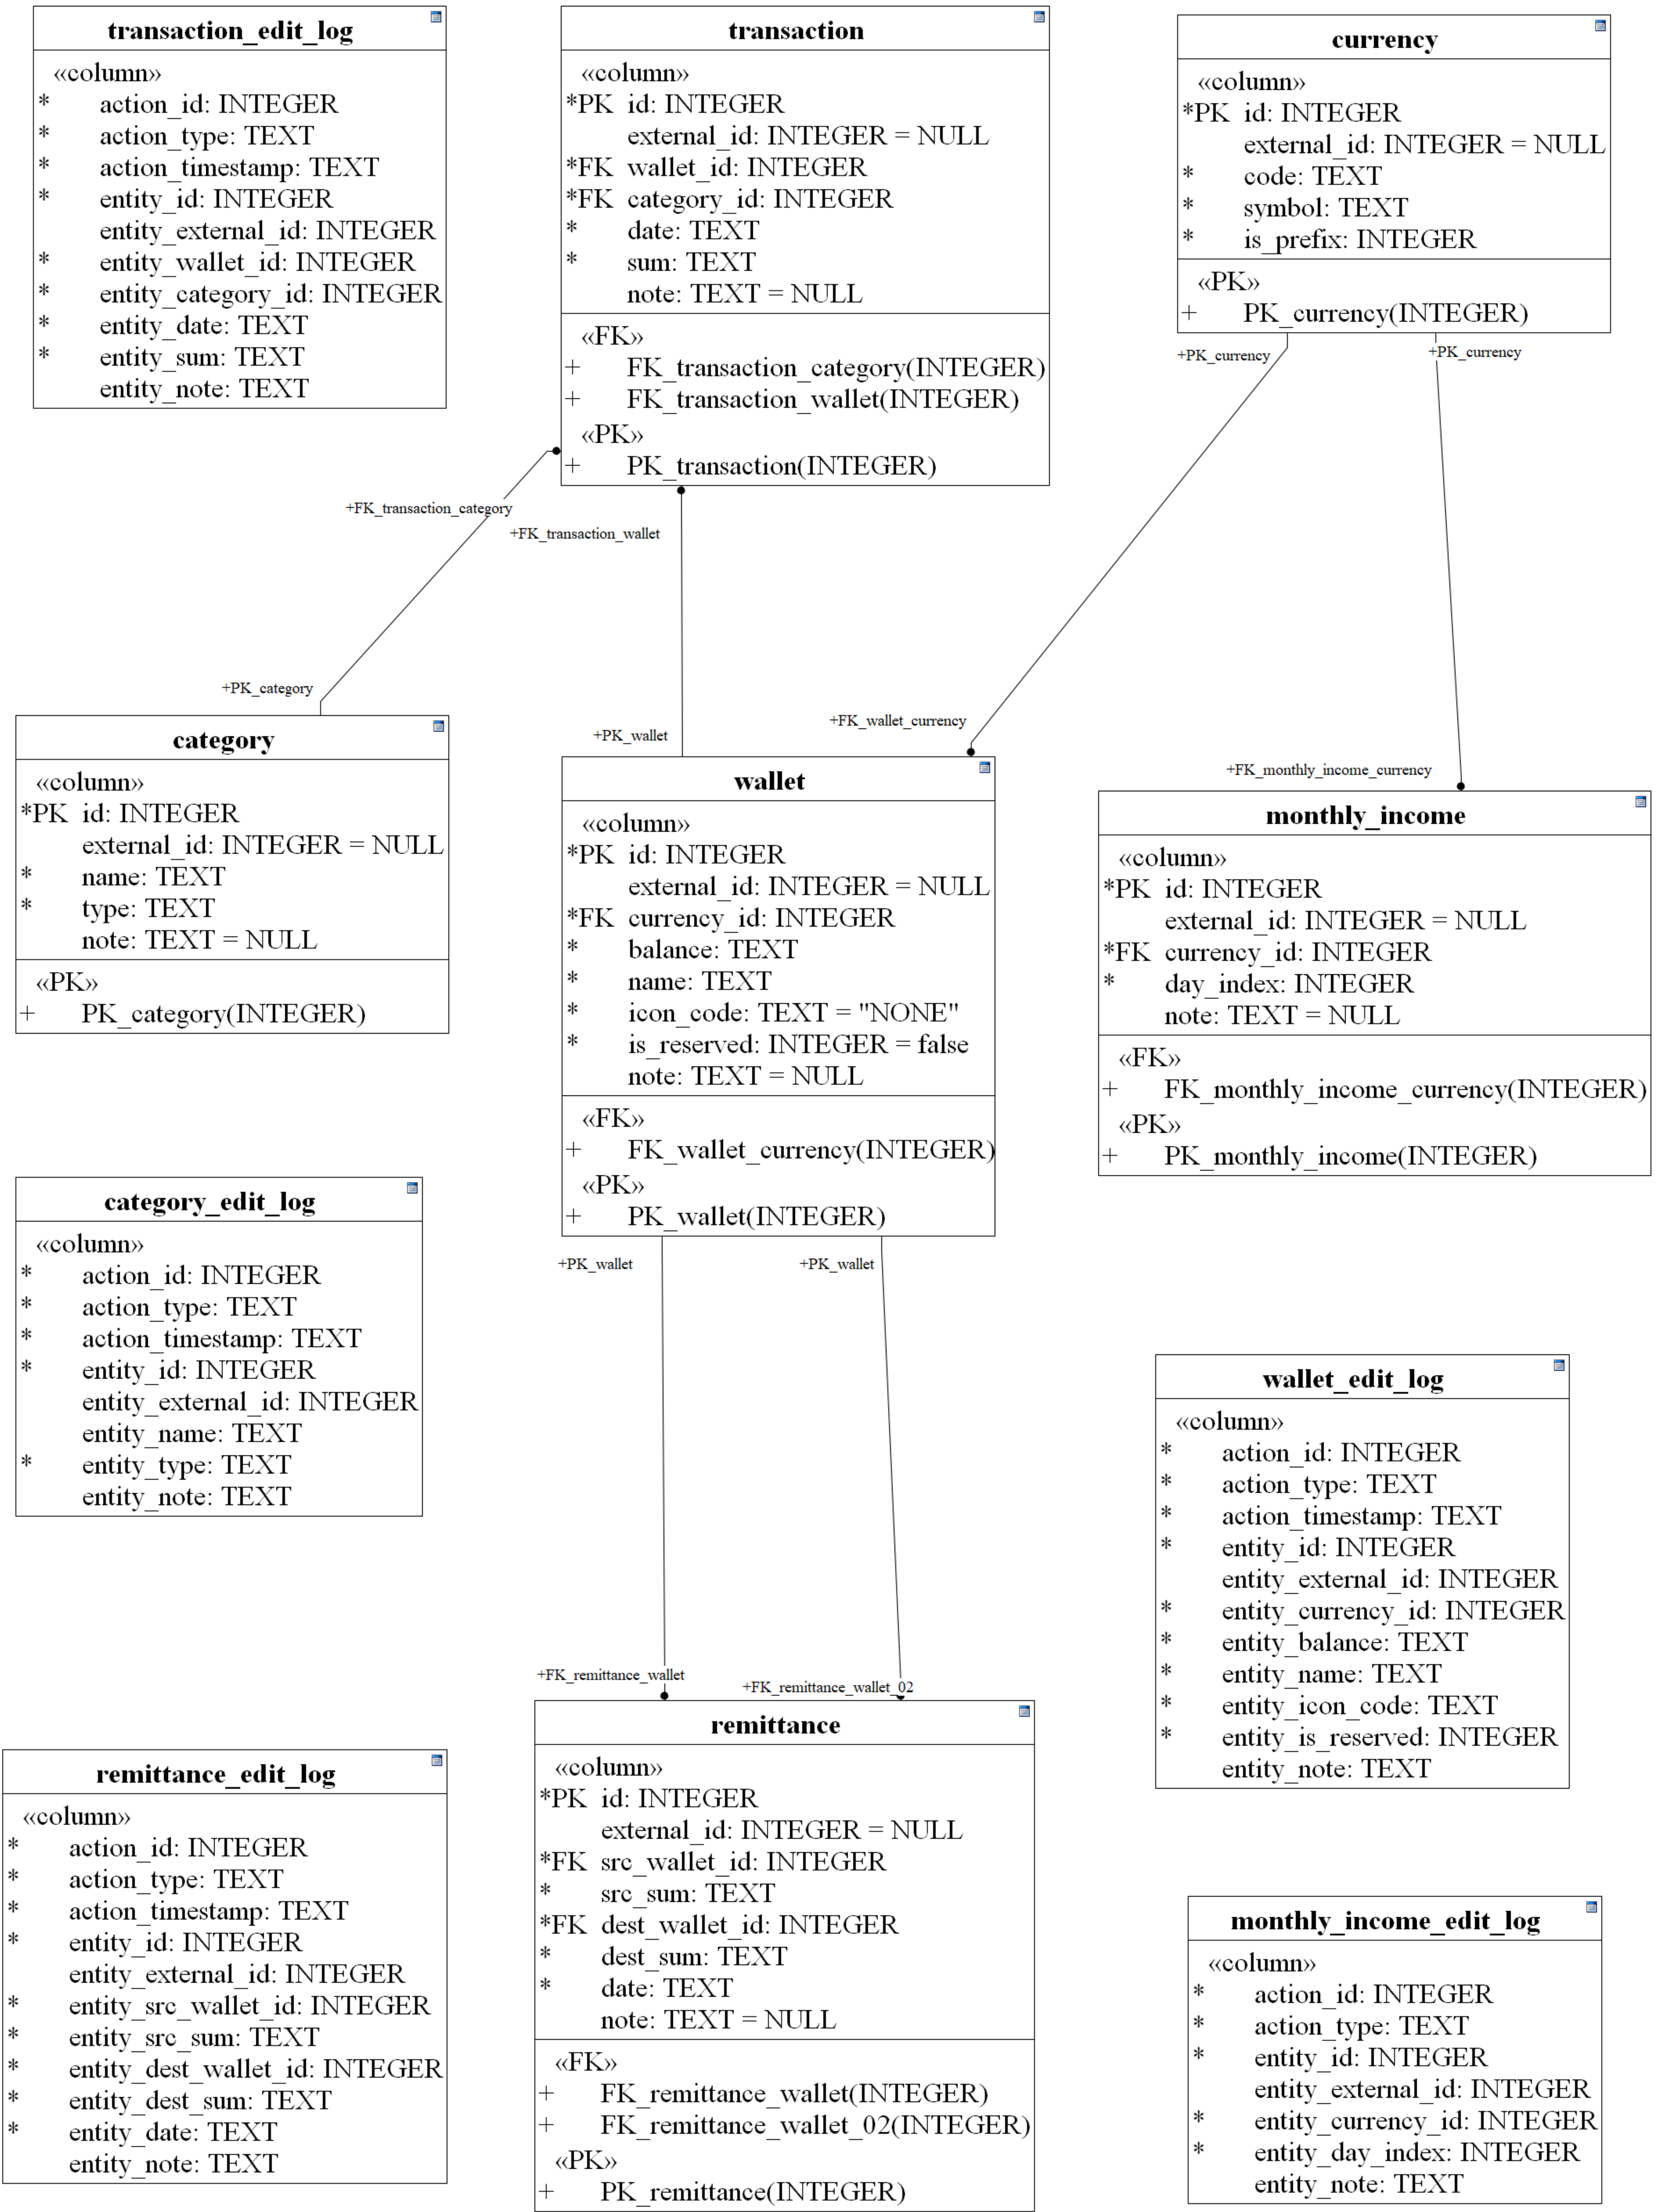 transaction_edit_log
«column»
* action_id: INTEGER
* action_type: TEXT
* action_timestamp: TEXT
* entity_id: INTEGER
entity_external_id: INTEGER
* entity_wallet_id: INTEGER
* entity_category_id: INTEGER
* entity_date: TEXT
* entity_sum: TEXT
entity_note: TEXT
transaction
«column»
*PK id: INTEGER
external_id: INTEGER = NULL
*FK wallet_id: INTEGER
*FK category_id: INTEGER
* date: TEXT
* sum: TEXT
note: TEXT = NULL
«FK»
+ FK_transaction_category(INTEGER)
+ FK_transaction_wallet(INTEGER)
«PK»
+ PK_transaction(INTEGER)
currency
«column»
*PK id: INTEGER
external_id: INTEGER = NULL
* code: TEXT
* symbol: TEXT
* is_prefix: INTEGER
«PK»
+ PK_currency(INTEGER)
+PK_currency
+PK_currency
+FK_transaction_category
+FK_transaction_wallet
+PK_category
+PK_wallet
+FK_wallet_currency
+FK_monthly_income_currency
category
«column»
*PK id: INTEGER
external_id: INTEGER = NULL
* name: TEXT
* type: TEXT
note: TEXT = NULL
«PK»
+ PK_category(INTEGER)
wallet
«column»
*PK id: INTEGER
external_id: INTEGER = NULL
*FK currency_id: INTEGER
* balance: TEXT
* name: TEXT
* icon_code: TEXT = "NONE"
* is_reserved: INTEGER = false
note: TEXT = NULL
«FK»
+ FK_wallet_currency(INTEGER)
«PK»
+ PK_wallet(INTEGER)
monthly_income
«column»
*PK id: INTEGER
external_id: INTEGER = NULL
*FK currency_id: INTEGER
* day_index: INTEGER
note: TEXT = NULL
«FK»
+ FK_monthly_income_currency(INTEGER)
«PK»
+ PK_monthly_income(INTEGER)
category_edit_log
«column»
* action_id: INTEGER
* action_type: TEXT
* action_timestamp: TEXT
* entity_id: INTEGER
entity_external_id: INTEGER
entity_name: TEXT
* entity_type: TEXT
entity_note: TEXT
+PK_wallet
+PK_wallet
wallet_edit_log
«column»
* action_id: INTEGER
* action_type: TEXT
* action_timestamp: TEXT
* entity_id: INTEGER
entity_external_id: INTEGER
* entity_currency_id: INTEGER
* entity_balance: TEXT
* entity_name: TEXT
* entity_icon_code: TEXT
* entity_is_reserved: INTEGER
entity_note: TEXT
+FK_remittance_wallet
+FK_remittance_wallet_02
remittance_edit_log
«column»
* action_id: INTEGER
* action_type: TEXT
* action_timestamp: TEXT
* entity_id: INTEGER
entity_external_id: INTEGER
* entity_src_wallet_id: INTEGER
* entity_src_sum: TEXT
* entity_dest_wallet_id: INTEGER
* entity_dest_sum: TEXT
* entity_date: TEXT
entity_note: TEXT
remittance
«column»
*PK id: INTEGER
external_id: INTEGER = NULL
*FK src_wallet_id: INTEGER
* src_sum: TEXT
*FK dest_wallet_id: INTEGER
* dest_sum: TEXT
* date: TEXT
note: TEXT = NULL
«FK»
+ FK_remittance_wallet(INTEGER)
+ FK_remittance_wallet_02(INTEGER)
«PK»
+ PK_remittance(INTEGER)
monthly_income_edit_log
«column»
* action_id: INTEGER
* action_type: TEXT
* entity_id: INTEGER
entity_external_id: INTEGER
* entity_currency_id: INTEGER
* entity_day_index: INTEGER
entity_note: TEXT